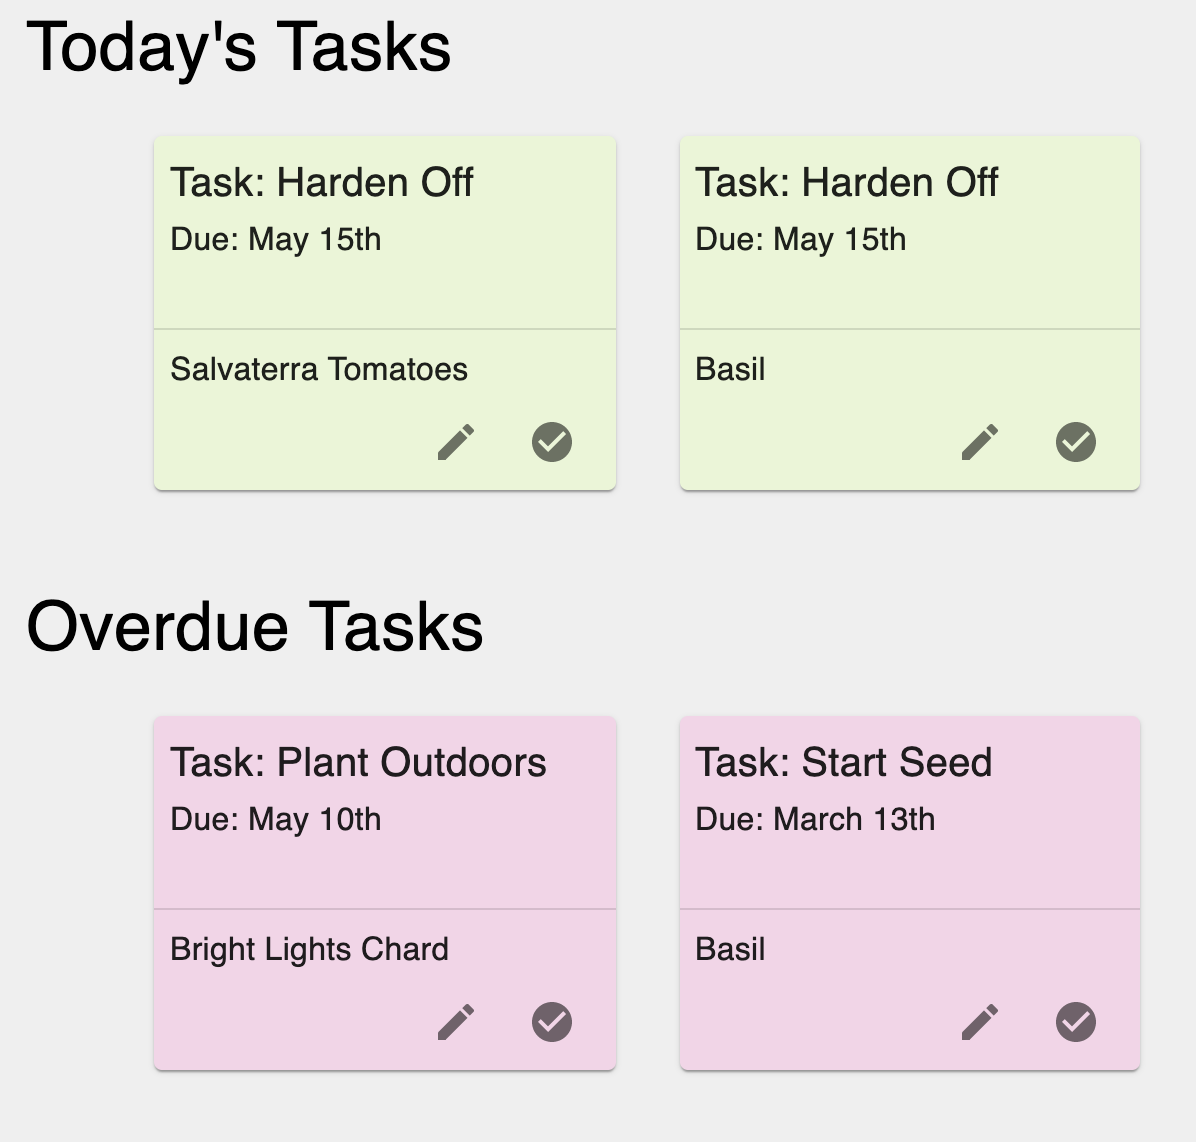 Today's Tasks
Task: Harden Off
Due: May 15th
Salvaterra Tomatoes
Task: Harden Off
Due: May 15th
Basil
Overdue Tasks
Task: Plant Outdoors
Due: May 10th
Bright Lights Chard
Task: Start Seed
Due: March 13th
Basil